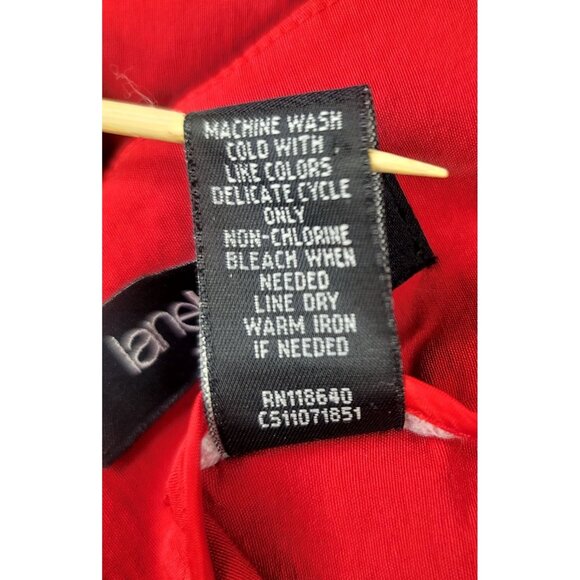 MACHINE WASH
COLD WITH
LIKE COLORS
DELICATE CYCLE
ONLY
NON-CHLORINE
BLEACH WHEN
NEEDED
LINE DRY
WARM IRON
IF NEEDED
RN118640
CS11071851
lane